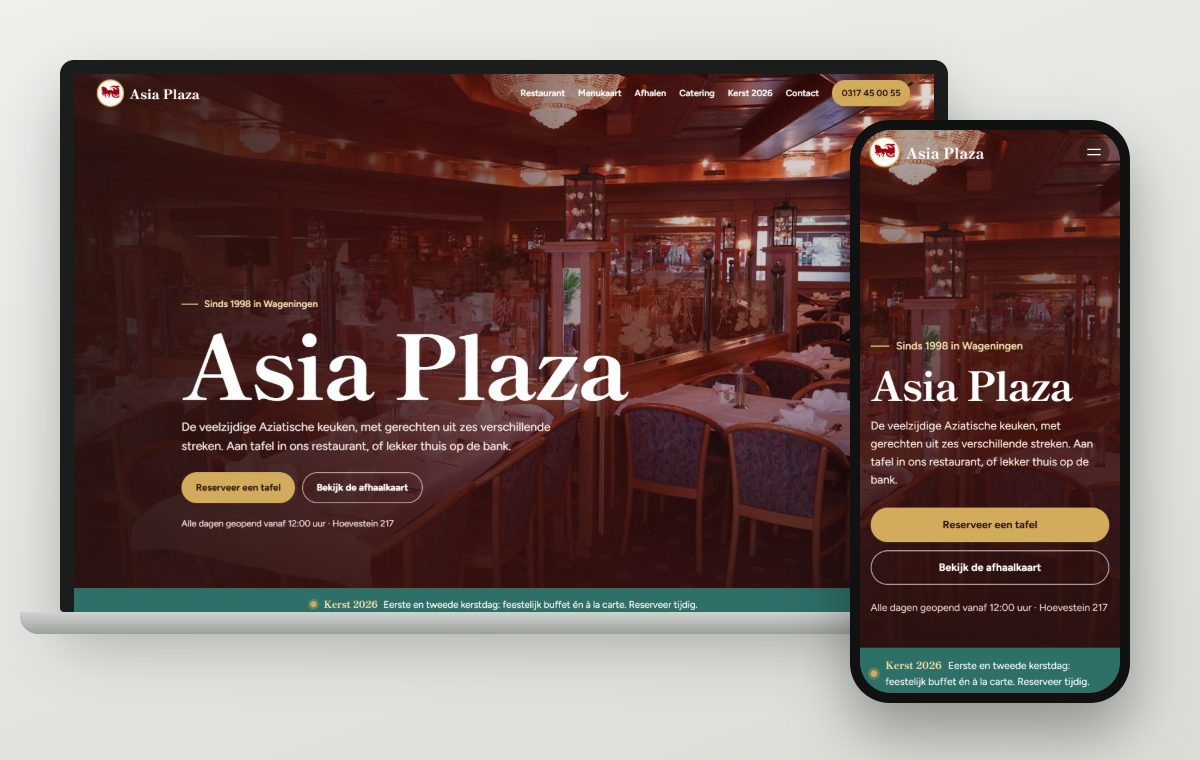 Asia Plaza
Restaurant Menukaart Afhalen Catering Kerst 2026 Contact 0317 45 00 55
Sinds 1998 in Wageningen
Asia Plaza
De veelzijdige Aziatische keuken, met gerechten uit zes verschillende
streken. Aan tafel in ons restaurant, of lekker thuis op de bank.
Reserveer een tafel Bekijk de afhaalkaart
Alle dagen geopend vanaf 12:00 uur · Hoevestein 217
Kerst 2026 Eerste en tweede kerstdag: feestelijk buffet én à la carte. Reserveer tijdig.
Asia Plaza
Sinds 1998 in Wageningen
Asia Plaza
De veelzijdige Aziatische keuken, met
gerechten uit zes verschillende streken. Aan
tafel in ons restaurant, of lekker thuis op de
bank.
Reserveer een tafel
Bekijk de afhaalkaart
Alle dagen geopend vanaf 12:00 uur · Hoevestein 217
Kerst 2026 Eerste en tweede kerstdag:
feestelijk buffet én à la carte. Reserveer tijdig.